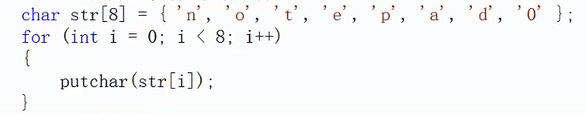 char str[8] = { 'n', 'o', 't', 'e', 'p', 'a', 'd', '0' };
for (int i = 0; i < 8; i++)
{
    putchar(str[i]);
}